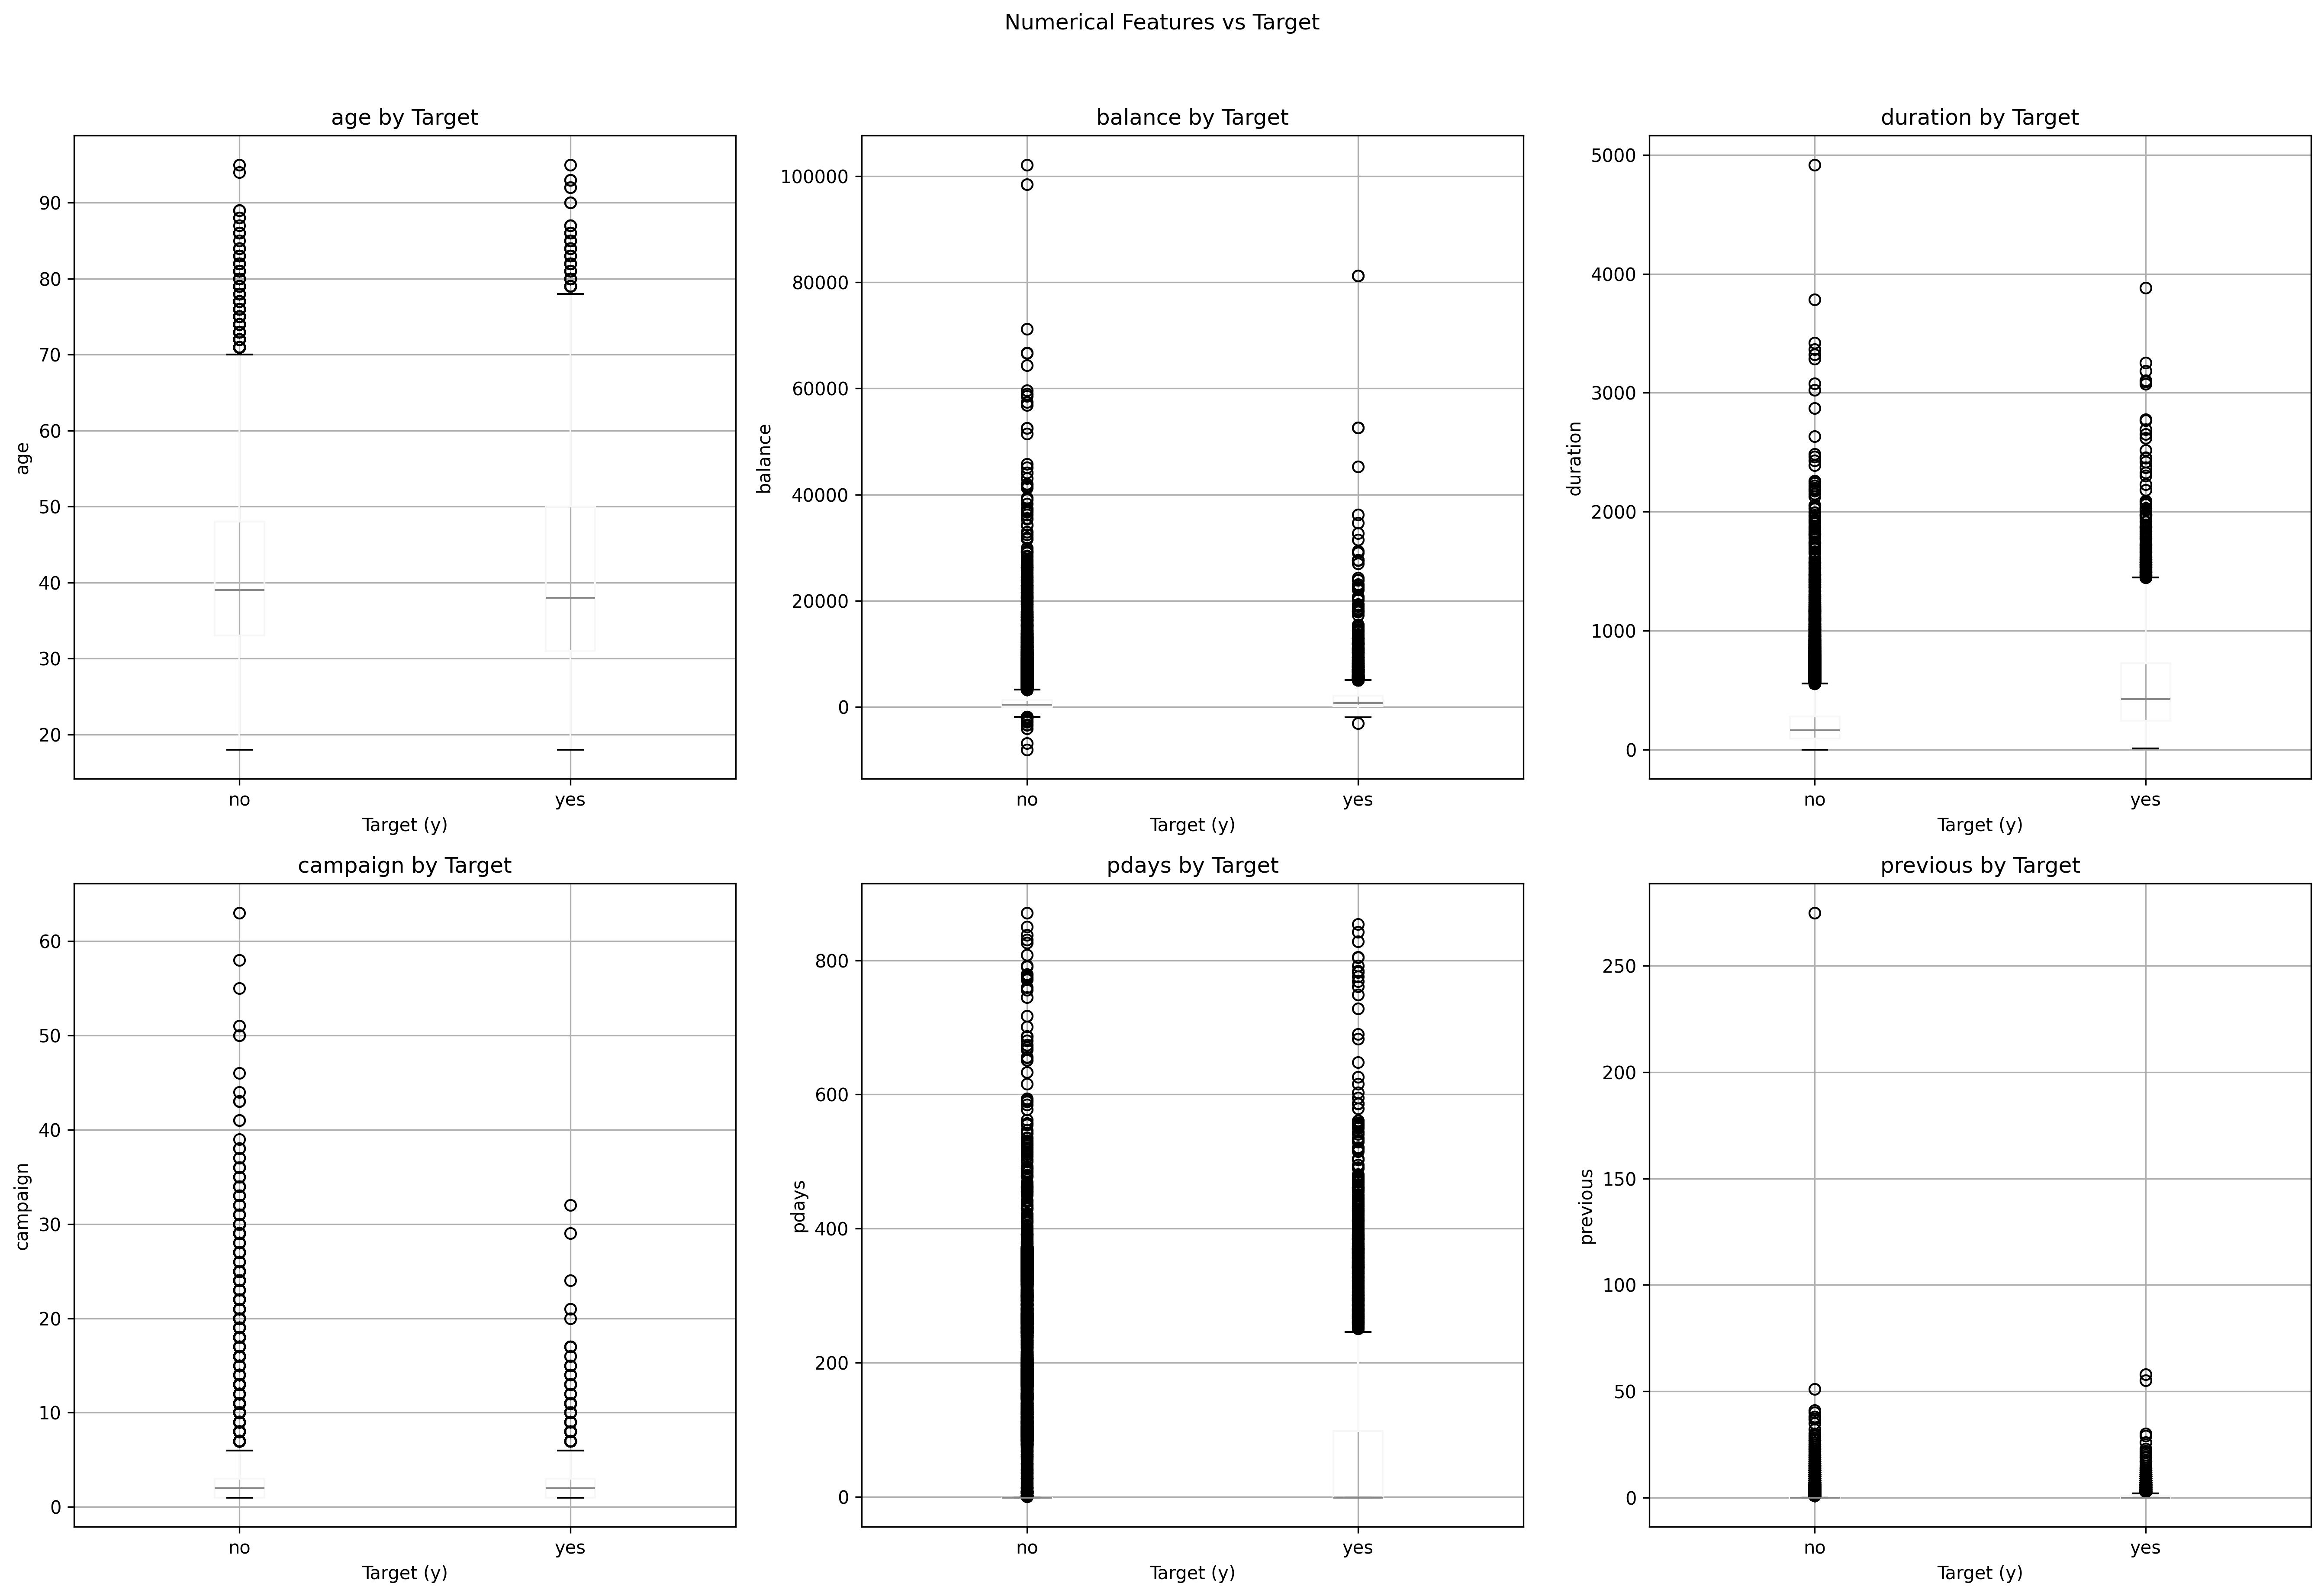 Numerical Features vs Target
age by Target
90
80
70
60
50
40
30
20
age
no
yes
Target (y)
balance by Target
100000
80000
60000
40000
20000
0
balance
no
yes
Target (y)
duration by Target
5000
4000
3000
2000
1000
0
duration
no
yes
Target (y)
campaign by Target
60
50
40
30
20
10
0
campaign
no
yes
Target (y)
pdays by Target
800
600
400
200
0
pdays
no
yes
Target (y)
previous by Target
250
200
150
100
50
0
previous
no
yes
Target (y)